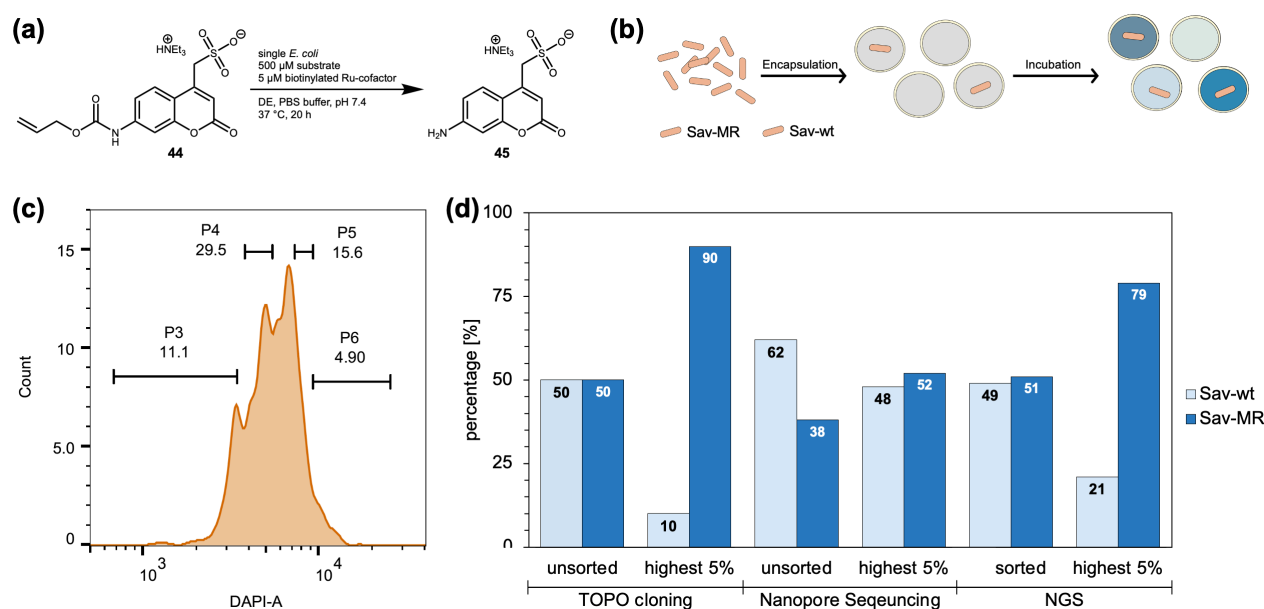 (a)
⊕
HNEt₃
O
O
S
O⊖
O
O
N
H
O
O
44
single E. coli
500 µM substrate
5 µM biotinylated Ru-cofactor
DE, PBS buffer, pH 7.4
37 °C, 20 h
⊕
HNEt₃
O
O
S
O⊖
H₂N
O
O
45
(b)
Encapsulation
Incubation
Sav-MR
Sav-wt
(c)
P4
29.5
P5
15.6
P3
11.1
P6
4.90
15
10
5.0
0
Count
10³
10⁴
DAPI-A
(d)
100
75
50
25
0
percentage [%]
50
50
10
90
62
38
48
52
49
51
21
79
unsorted
highest 5%
unsorted
highest 5%
sorted
highest 5%
TOPO cloning
Nanopore Seqeuncing
NGS
Sav-wt
Sav-MR